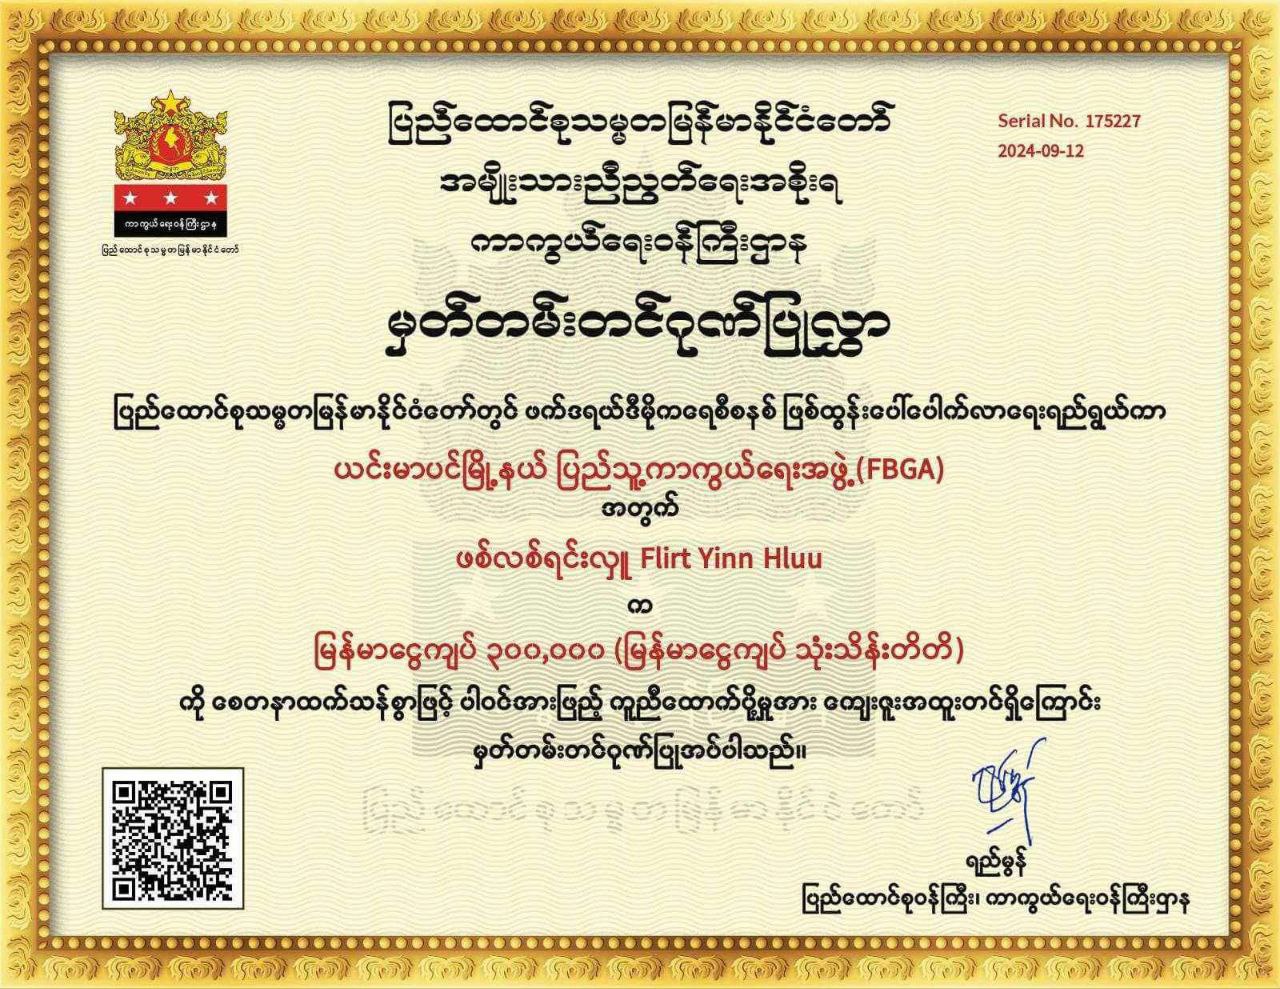 ပြည်ထောင်စုသမ္မတမြန်မာနိုင်ငံတော်
အမျိုးသားညီညွတ်ရေးအစိုးရ
ကာကွယ်ရေးဝန်ကြီးဌာန
Serial No. 175227
2024-09-12
ကာကွယ်ရေးဝန်ကြီးဌာန
ပြည်ထောင်စုသမ္မတမြန်မာနိုင်ငံတော်
မှတ်တမ်းတင်ဂုဏ်ပြုလွှာ
ပြည်ထောင်စုသမ္မတမြန်မာနိုင်ငံတော်တွင် ဖက်ဒရယ်ဒီမိုကရေစီစနစ် ဖြစ်ထွန်းပေါ်ပေါက်လာရေးရည်ရွယ်ကာ
ယင်းမာပင်မြို့နယ် ပြည်သူ့ကာကွယ်ရေးအဖွဲ့(FBGA)
အတွက်
ဖစ်လစ်ရင်းလှူ Flirt Yinn Hluu
က
မြန်မာငွေကျပ် ၃၀၀,၀၀၀ (မြန်မာငွေကျပ် သုံးသိန်းတိတိ)
ကို စေတနာထက်သန်စွာဖြင့် ပါဝင်အားဖြည့် ကူညီထောက်ပို့မှုအား ကျေးဇူးအထူးတင်ရှိကြောင်း
မှတ်တမ်းတင်ဂုဏ်ပြုအပ်ပါသည်။
ပြည်ထောင်စုသမ္မတမြန်မာနိုင်ငံတော်
ရည်မွန်
ပြည်ထောင်စုဝန်ကြီး၊ ကာကွယ်ရေးဝန်ကြီးဌာန